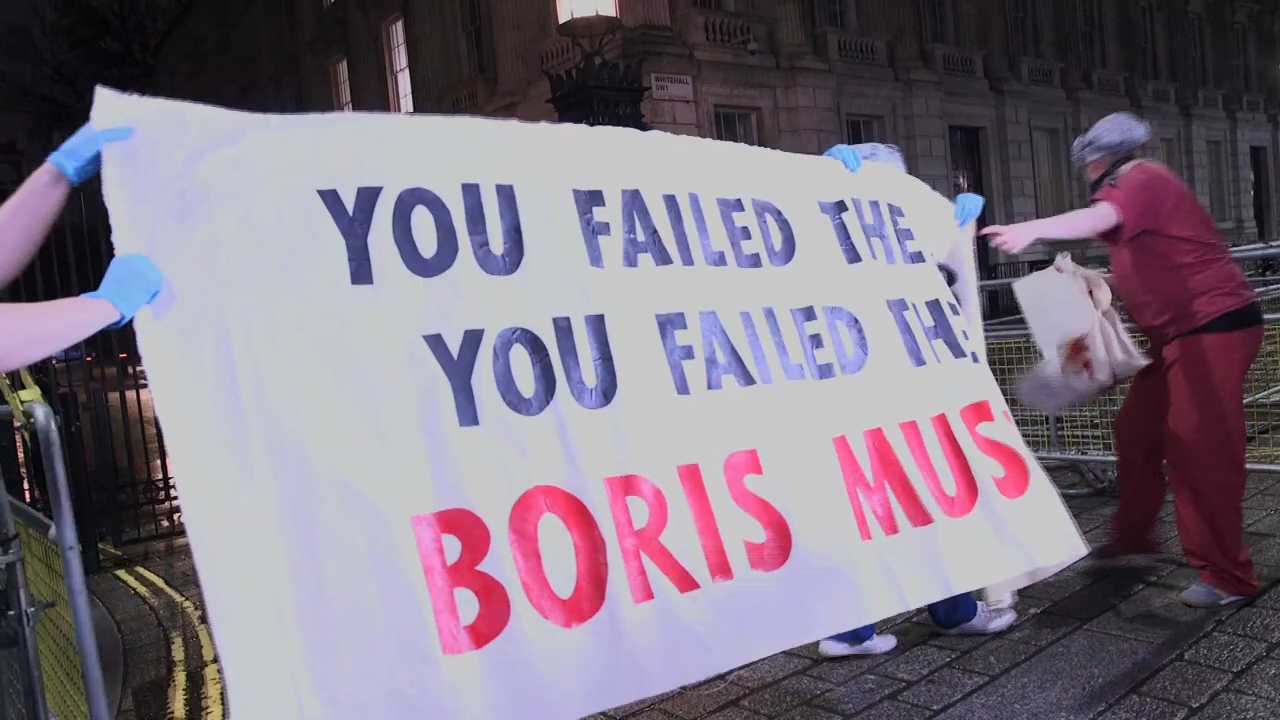 WHITEHALL
SW1
YOU FAILED THE
YOU FAILED THE
BORIS MUS